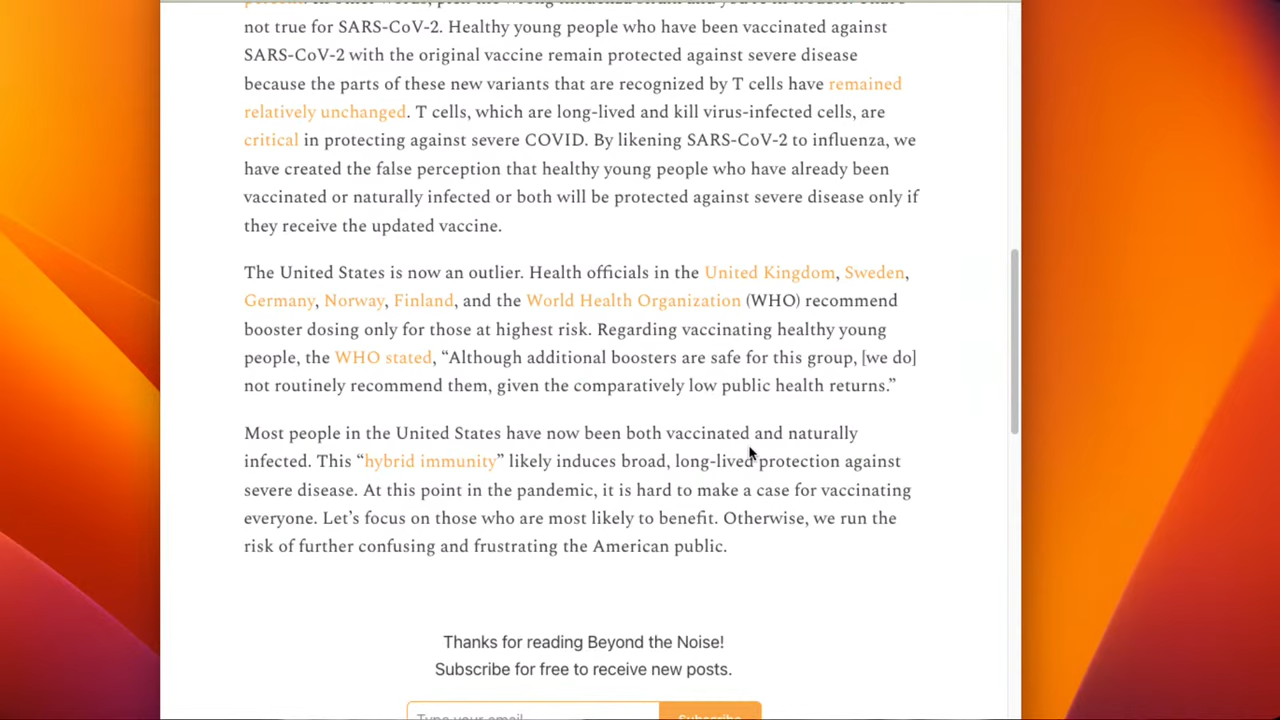 not true for SARS-CoV-2. Healthy young people who have been vaccinated against
SARS-CoV-2 with the original vaccine remain protected against severe disease
because the parts of these new variants that are recognized by T cells have remained
relatively unchanged. T cells, which are long-lived and kill virus-infected cells, are
critical in protecting against severe COVID. By likening SARS-CoV-2 to influenza, we
have created the false perception that healthy young people who have already been
vaccinated or naturally infected or both will be protected against severe disease only if
they receive the updated vaccine.
The United States is now an outlier. Health officials in the United Kingdom, Sweden,
Germany, Norway, Finland, and the World Health Organization (WHO) recommend
booster dosing only for those at highest risk. Regarding vaccinating healthy young
people, the WHO stated, “Although additional boosters are safe for this group, [we do]
not routinely recommend them, given the comparatively low public health returns.”
Most people in the United States have now been both vaccinated and naturally
infected. This “hybrid immunity” likely induces broad, long-lived protection against
severe disease. At this point in the pandemic, it is hard to make a case for vaccinating
everyone. Let’s focus on those who are most likely to benefit. Otherwise, we run the
risk of further confusing and frustrating the American public.
Thanks for reading Beyond the Noise!
Subscribe for free to receive new posts.
Type your email
Subscribe